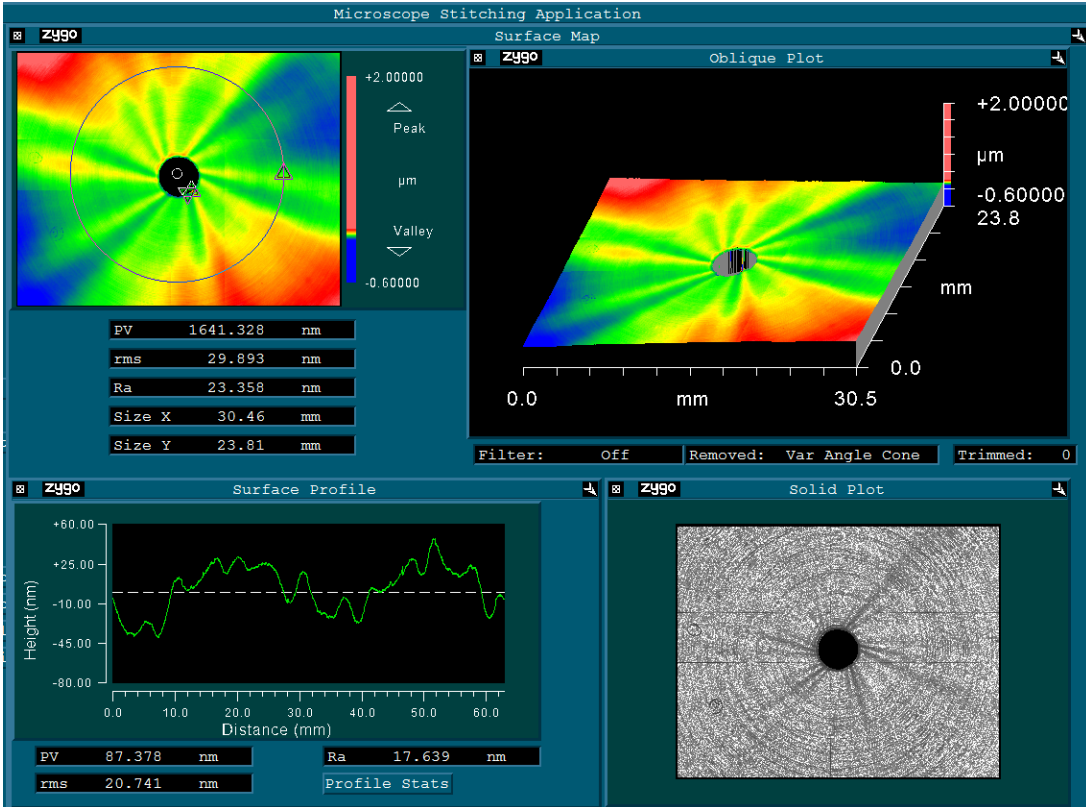 Microscope Stitching Application
zygo Surface Map
+2.00000
Peak
µm
Valley
-0.60000
PV 1641.328 nm
rms 29.893 nm
Ra 23.358 nm
Size X 30.46 mm
Size Y 23.81 mm
zygo Oblique Plot
+2.00000
µm
-0.60000
23.8
mm
0.0
0.0 mm 30.5
Filter: Off Removed: Var Angle Cone Trimmed: 0
zygo Surface Profile
+60.00
+25.00
-10.00
-45.00
-80.00
Height (nm)
0.0 10.0 20.0 30.0 40.0 50.0 60.0
Distance (mm)
PV 87.378 nm Ra 17.639 nm
rms 20.741 nm Profile Stats
zygo Solid Plot